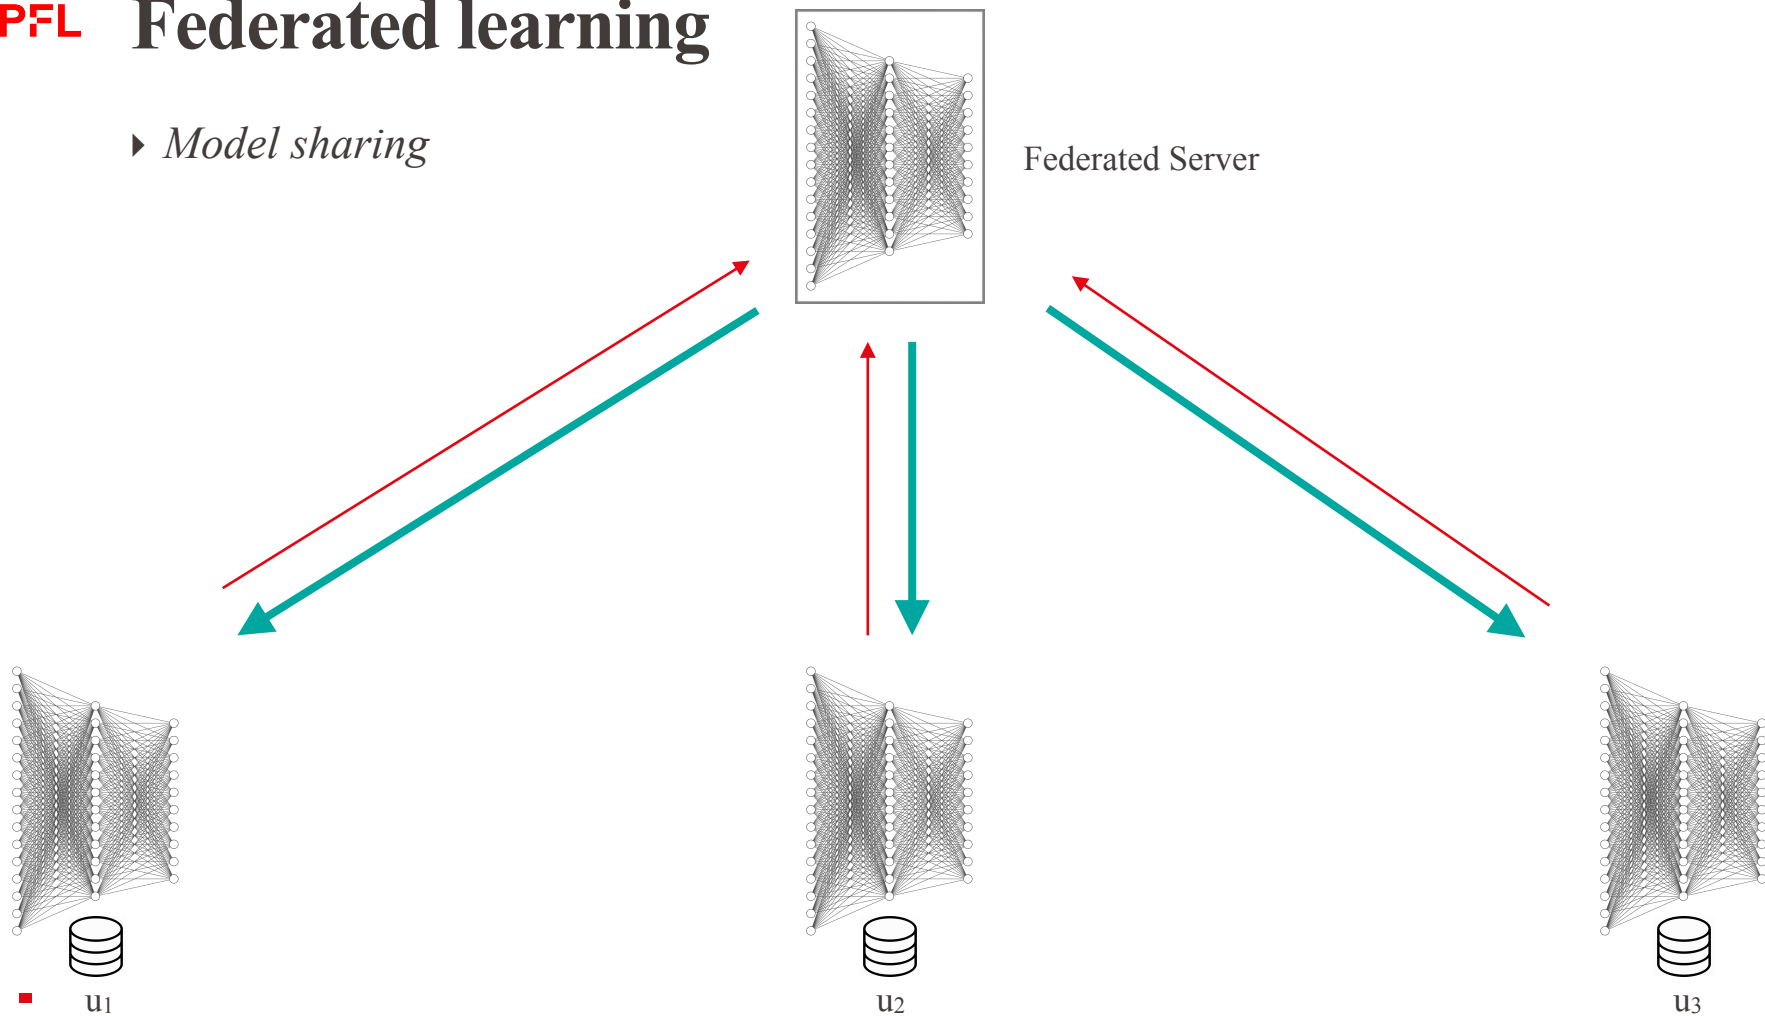 PFL
Federated learning
Model sharing
Federated Server
u1
u2
u3